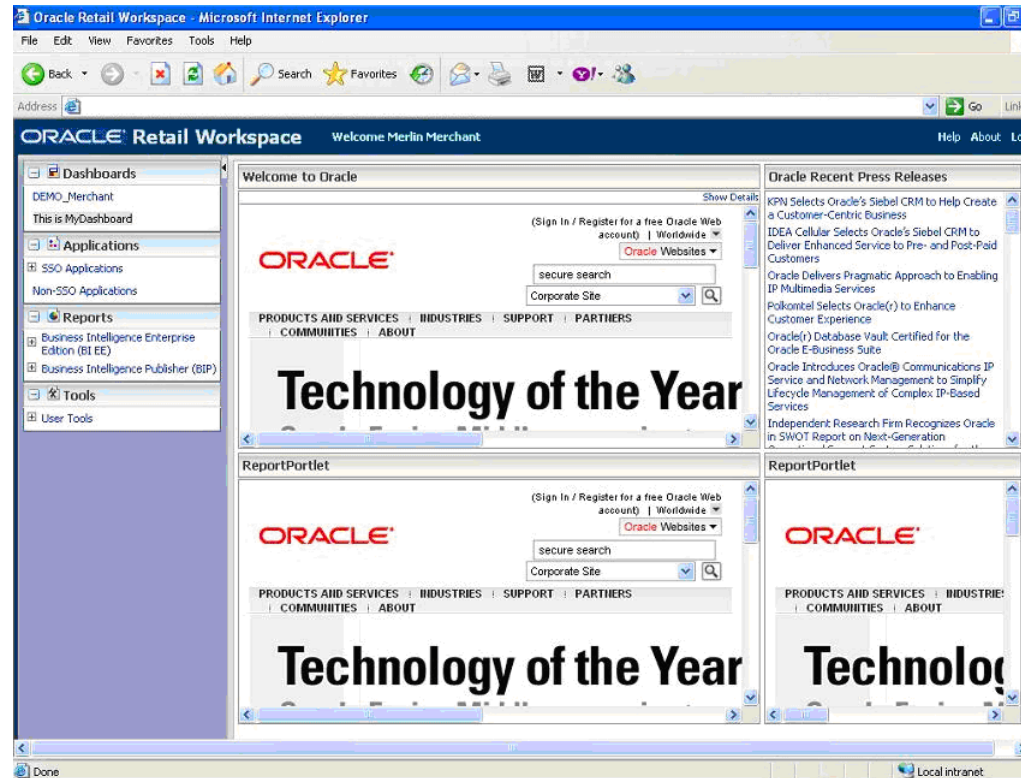 Oracle Retail Workspace - Microsoft Internet Explorer
File Edit View Favorites Tools Help
Back Search Favorites
Address Go
ORACLE Retail Workspace Welcome Merlin Merchant Help About
Dashboards
DEMO_Merchant
This is MyDashboard
Applications
SSO Applications
Non-SSO Applications
Reports
Business Intelligence Enterprise
Edition (BI EE)
Business Intelligence Publisher (BIP)
Tools
User Tools
Welcome to Oracle
Show Details
(Sign In / Register for a free Oracle Web
account) | Worldwide
Oracle Websites
ORACLE
secure search
Corporate Site
PRODUCTS AND SERVICES | INDUSTRIES | SUPPORT | PARTNERS
| COMMUNITIES | ABOUT
Technology of the Year
Oracle Recent Press Releases
KPN Selects Oracle's Siebel CRM to Help Create
a Customer-Centric Business
IDEA Cellular Selects Oracle's Siebel CRM to
Deliver Enhanced Service to Pre- and Post-Paid
Customers
Oracle Delivers Pragmatic Approach to Enabling
IP Multimedia Services
Polkomtel Selects Oracle(r) to Enhance
Customer Experience
Oracle(r) Database Vault Certified for the
Oracle E-Business Suite
Oracle Introduces Oracle® Communications IP
Service and Network Management to Simplify
Lifecycle Management of Complex IP-Based
Services
Independent Research Firm Recognizes Oracle
in SWOT Report on Next-Generation
ReportPortlet
(Sign In / Register for a free Oracle Web
account) | Worldwide
Oracle Websites
ORACLE
secure search
Corporate Site
PRODUCTS AND SERVICES | INDUSTRIES | SUPPORT | PARTNERS
| COMMUNITIES | ABOUT
Technology of the Year
ReportPortlet
ORACLE
PRODUCTS AND SERVICES | INDUSTRIES
| COMMUNITIES | ABOUT
Technolog
Done Local intranet